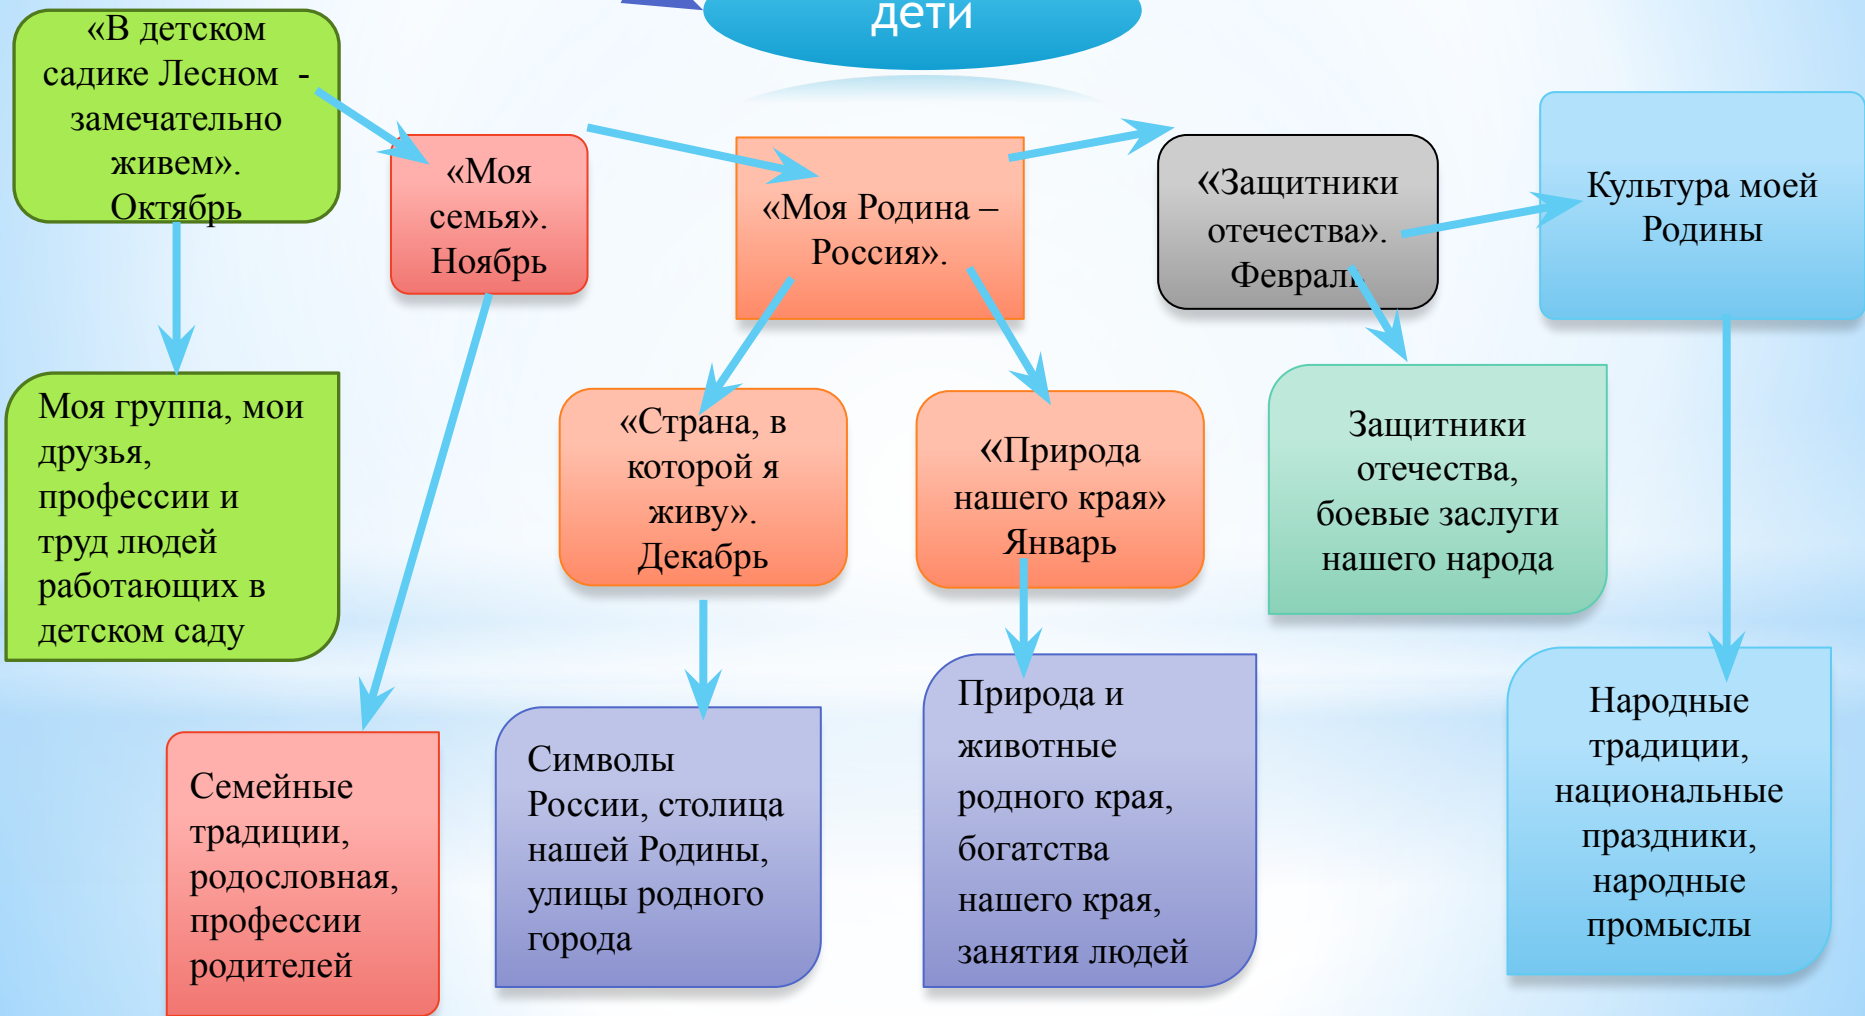 дети
«В детском
садике Лесном -
замечательно
живем».
Октябрь
«Моя
семья».
Ноябрь
«Моя Родина –
Россия».
«Защитники
отечества».
Февраль
Культура моей
Родины
Моя группа, мои
друзья,
профессии и
труд людей
работающих в
детском саду
«Страна, в
которой я
живу».
Декабрь
«Природа
нашего края»
Январь
Защитники
отечества,
боевые заслуги
нашего народа
Семейные
традиции,
родословная,
профессии
родителей
Символы
России, столица
нашей Родины,
улицы родного
города
Природа и
животные
родного края,
богатства
нашего края,
занятия людей
Народные
традиции,
национальные
праздники,
народные
промыслы